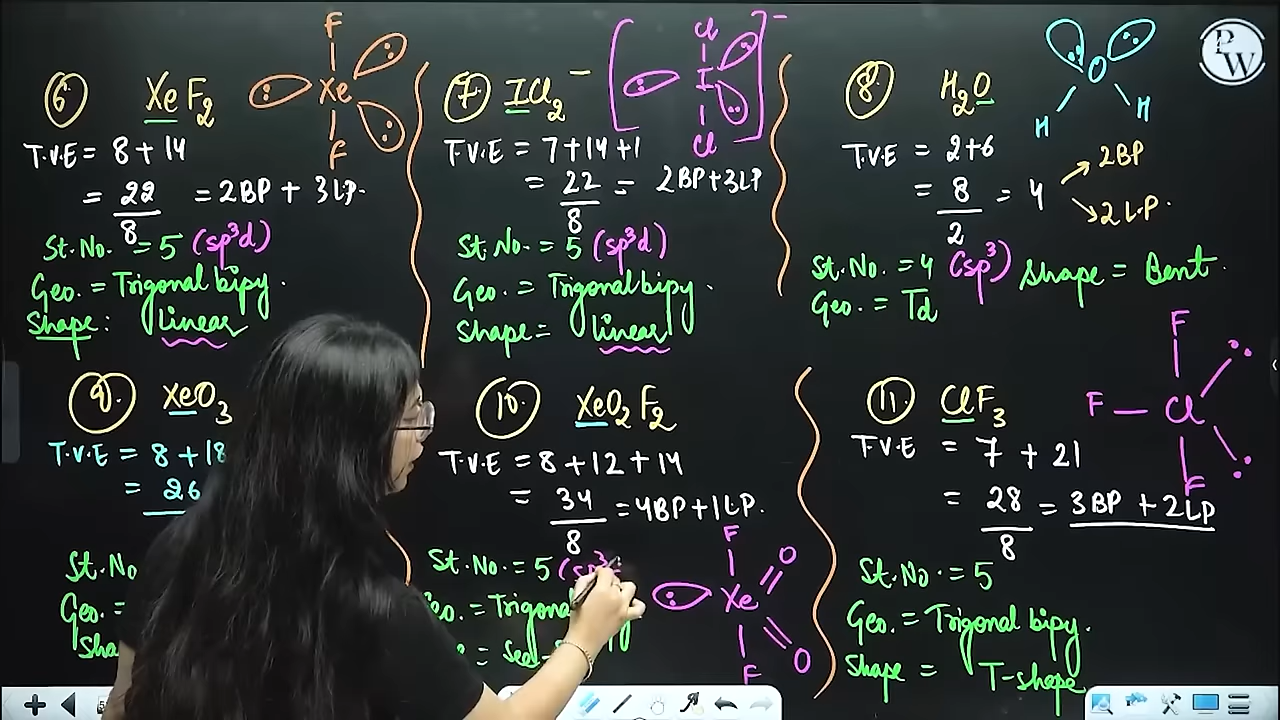 6. XeF2
F
Xe
F
T.V.E = 8 + 14
= 22/8 = 2BP + 3LP.
St. No. = 5 (sp³d)
Geo. = Trigonal bipy.
Shape: linear
7. ICl2⁻
[Cl
I
Cl]⁻
T.V.E = 7+14+1
= 22/8 = 2BP+3LP
St. No. = 5 (sp³d)
Geo. = Trigonal bipy.
Shape = linear
8. H2O
O
H H
T.V.E = 2+6
= 8/2 = 4 → 2BP
→ 2LP.
St. No. = 4 (sp³) Shape = Bent.
Geo. = Td
PW
9. XeO3
T.V.E = 8 + 18
= 26
St. No
Geo. =
Sha
10. XeO2F2
T.V.E = 8 + 12 + 14
= 34/8 = 4BP + 1LP.
St. No. = 5 (sp³
= Trigona
F
Xe O
O
F
11. ClF3
F
F — Cl
F
T.V.E = 7 + 21
= 28/8 = 3BP + 2LP
St. No. = 5
Geo. = Trigonal bipy.
Shape = T-shape